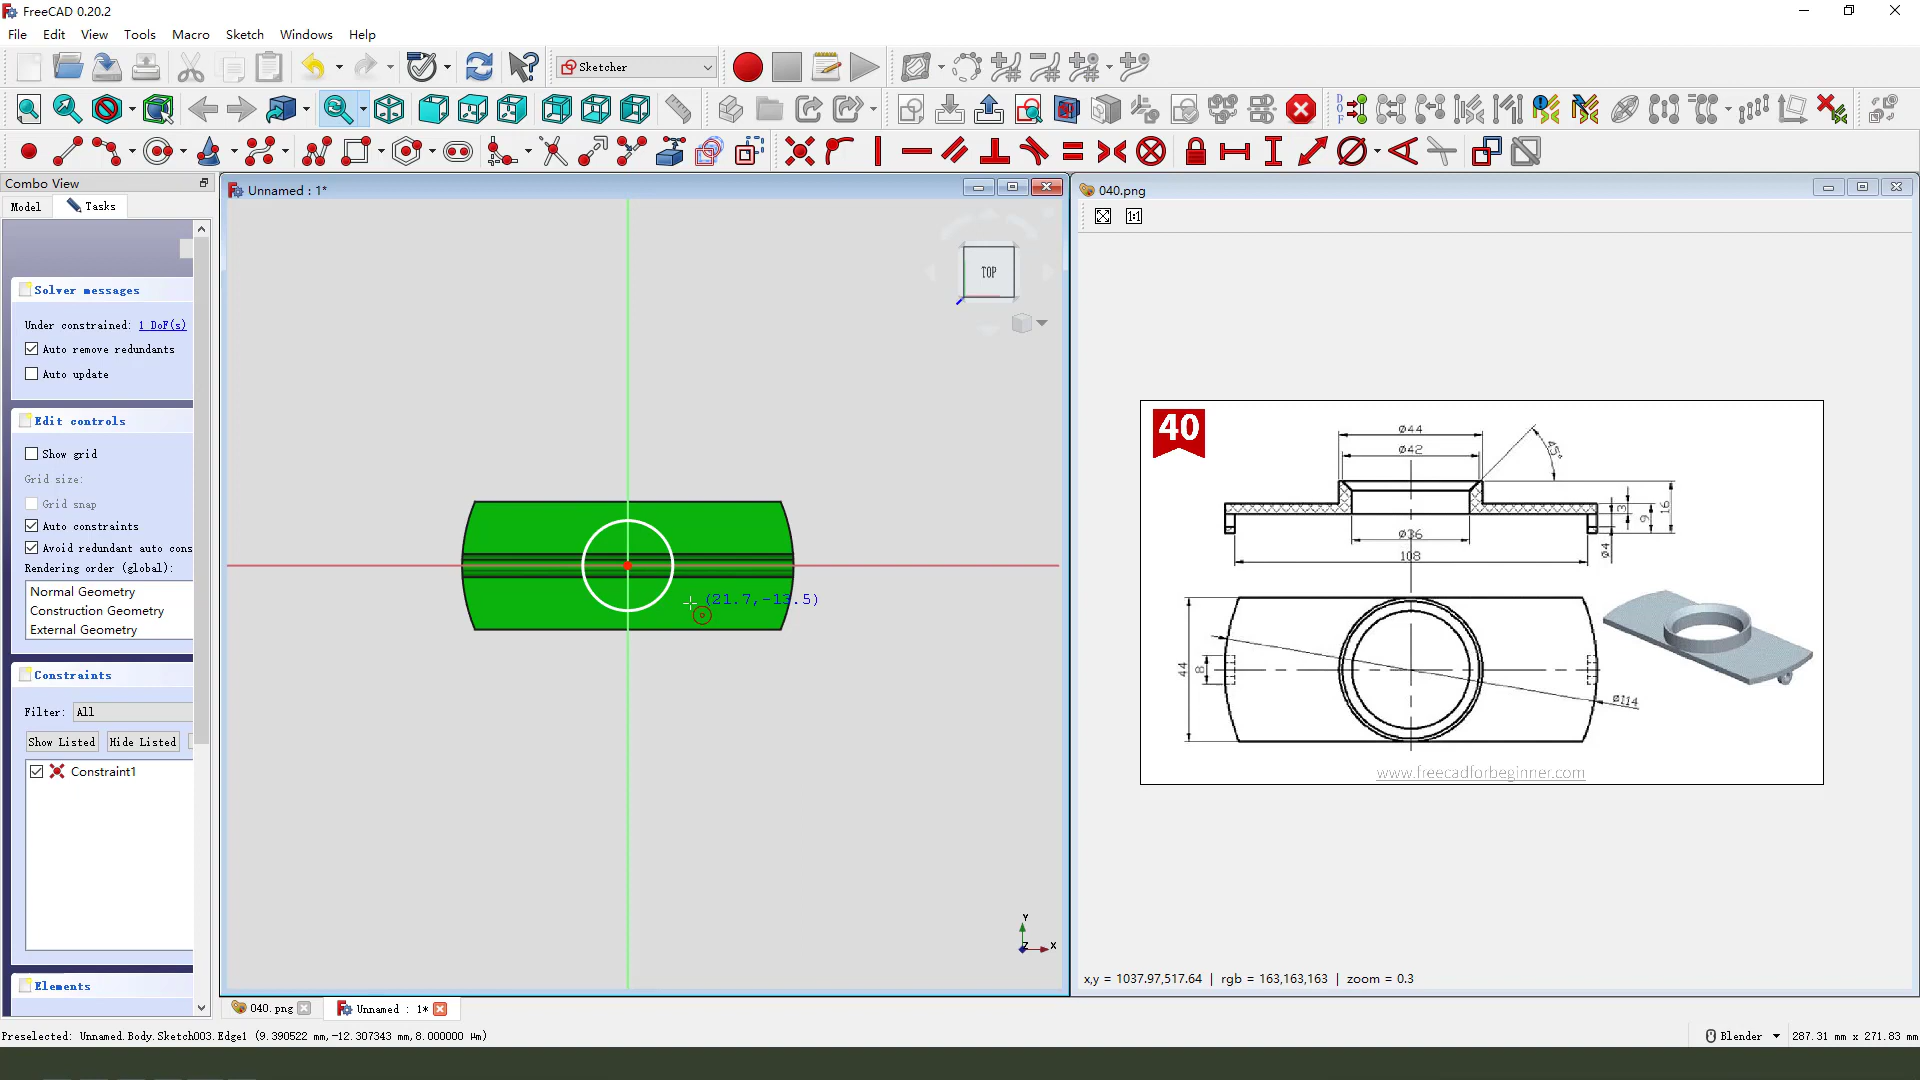 FreeCAD 0.20.2
File Edit View Tools Macro Sketch Windows Help
Sketcher
Combo View
Model Tasks
Solver messages
Under constrained: 1 DoF(s)
Auto remove redundants
Auto update
Edit controls
Show grid
Grid size:
Grid snap
Auto constraints
Avoid redundant auto cons
Rendering order (global):
Normal Geometry
Construction Geometry
External Geometry
Constraints
Filter: All
Show Listed Hide Listed
Constraint1
Elements
Unnamed : 1*
TOP
(21.7,-13.5)
Y
Z X
040.png
1:1
40
ø44
ø42
45°
3
9
16
ø36
ø4
108
44
8
ø114
www.freecadforbeginner.com
x,y = 1037.97,517.64 | rgb = 163,163,163 | zoom = 0.3
040.png Unnamed : 1*
Preselected: Unnamed.Body.Sketch003.Edge1 (9.390522 mm,-12.307343 mm,8.000000 µm)
Blender 287.31 mm x 271.83 mm